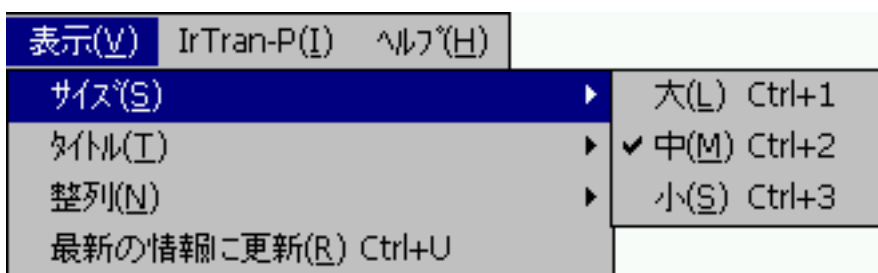 表示(V) IrTran-P(I) ﾍﾙﾌﾟ(H)
ｻｲｽﾞ(S) 大(L) Ctrl+1
ﾀｲﾄﾙ(T) 中(M) Ctrl+2
整列(N) 小(S) Ctrl+3
最新の情報に更新(R) Ctrl+U